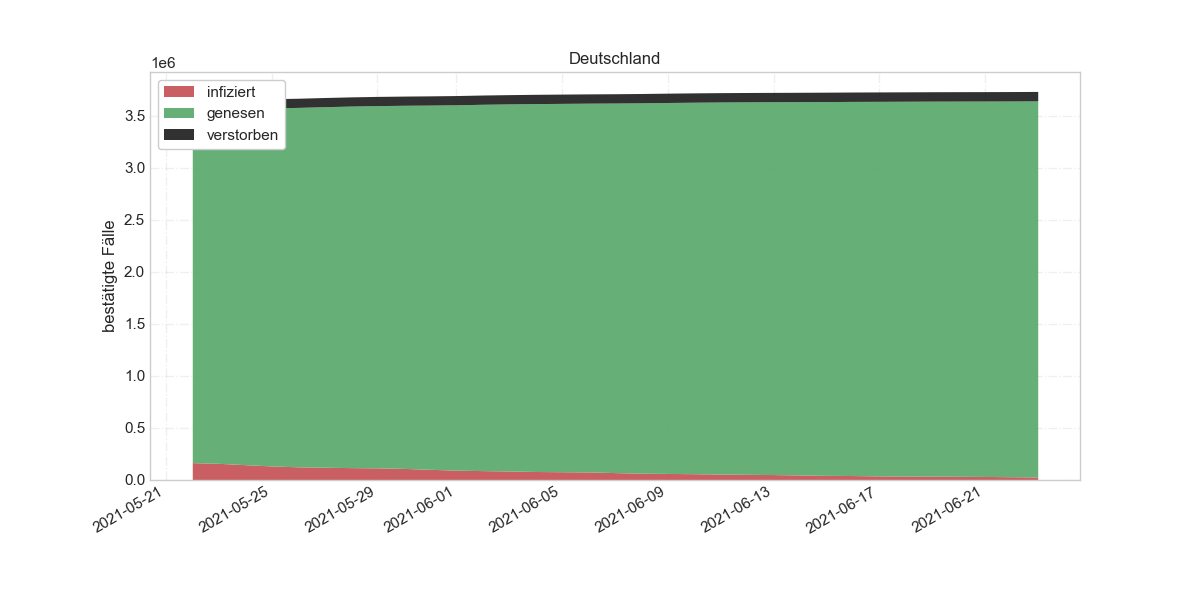 Deutschland
1e6
infiziert
genesen
verstorben
bestätigte Fälle
3.5
3.0
2.5
2.0
1.5
1.0
0.5
0.0
2021-05-21
2021-05-25
2021-05-29
2021-06-01
2021-06-05
2021-06-09
2021-06-13
2021-06-17
2021-06-21